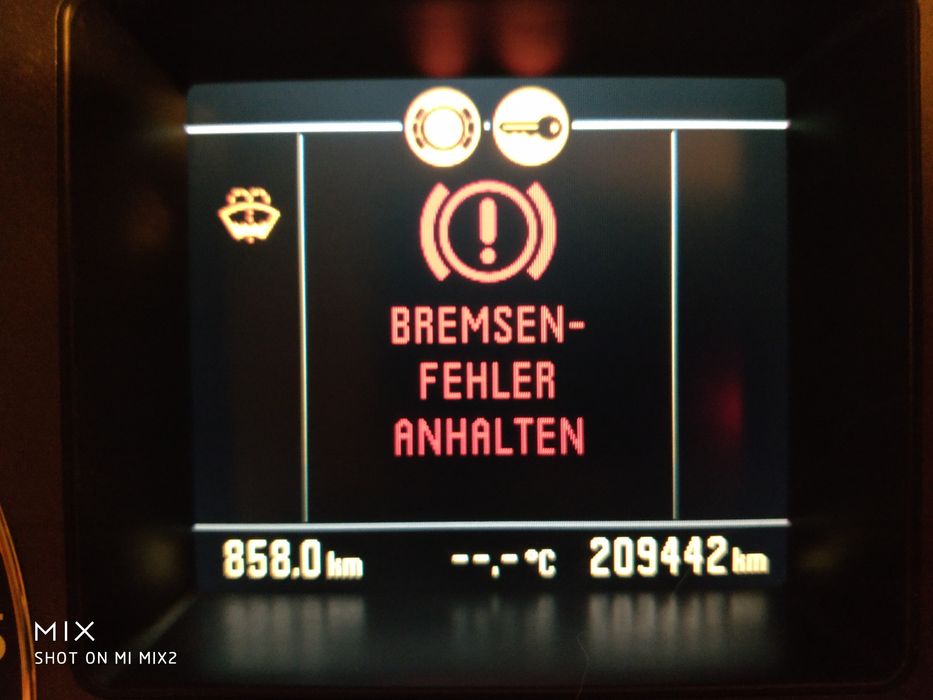 BREMSEN-
FEHLER
ANHALTEN
858.0 km --.-°C 209442 km
MIX
SHOT ON MI MIX2